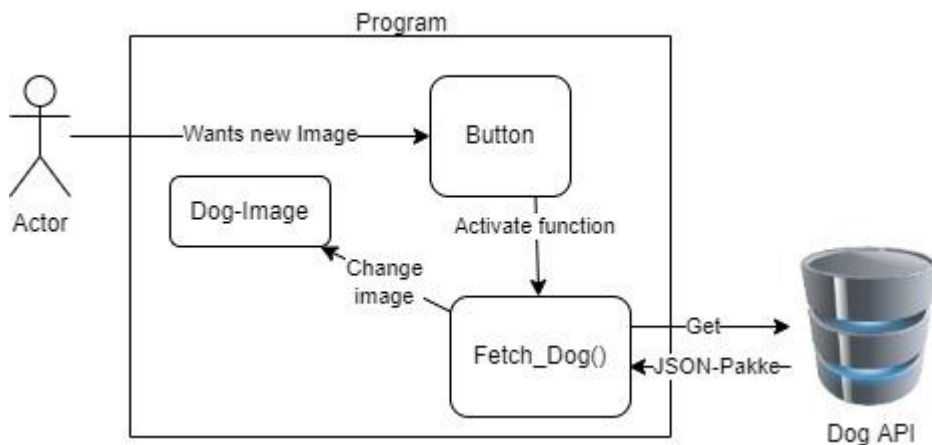 Program
Wants new Image
Button
Actor
Dog-Image
Activate function
Change
image
Fetch_Dog()
Get
JSON-Pakke
Dog API